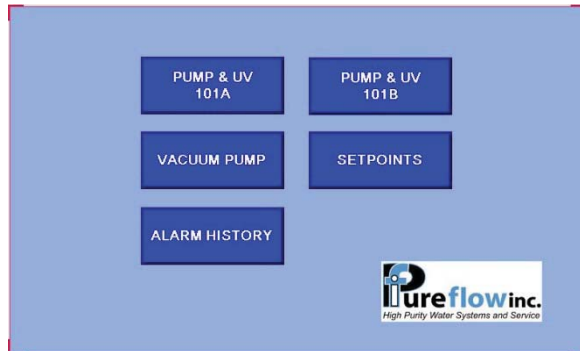 PUMP & UV
101A
PUMP & UV
101B
VACUUM PUMP
SETPOINTS
ALARM HISTORY
Pureflow inc.
High Purity Water Systems and Service